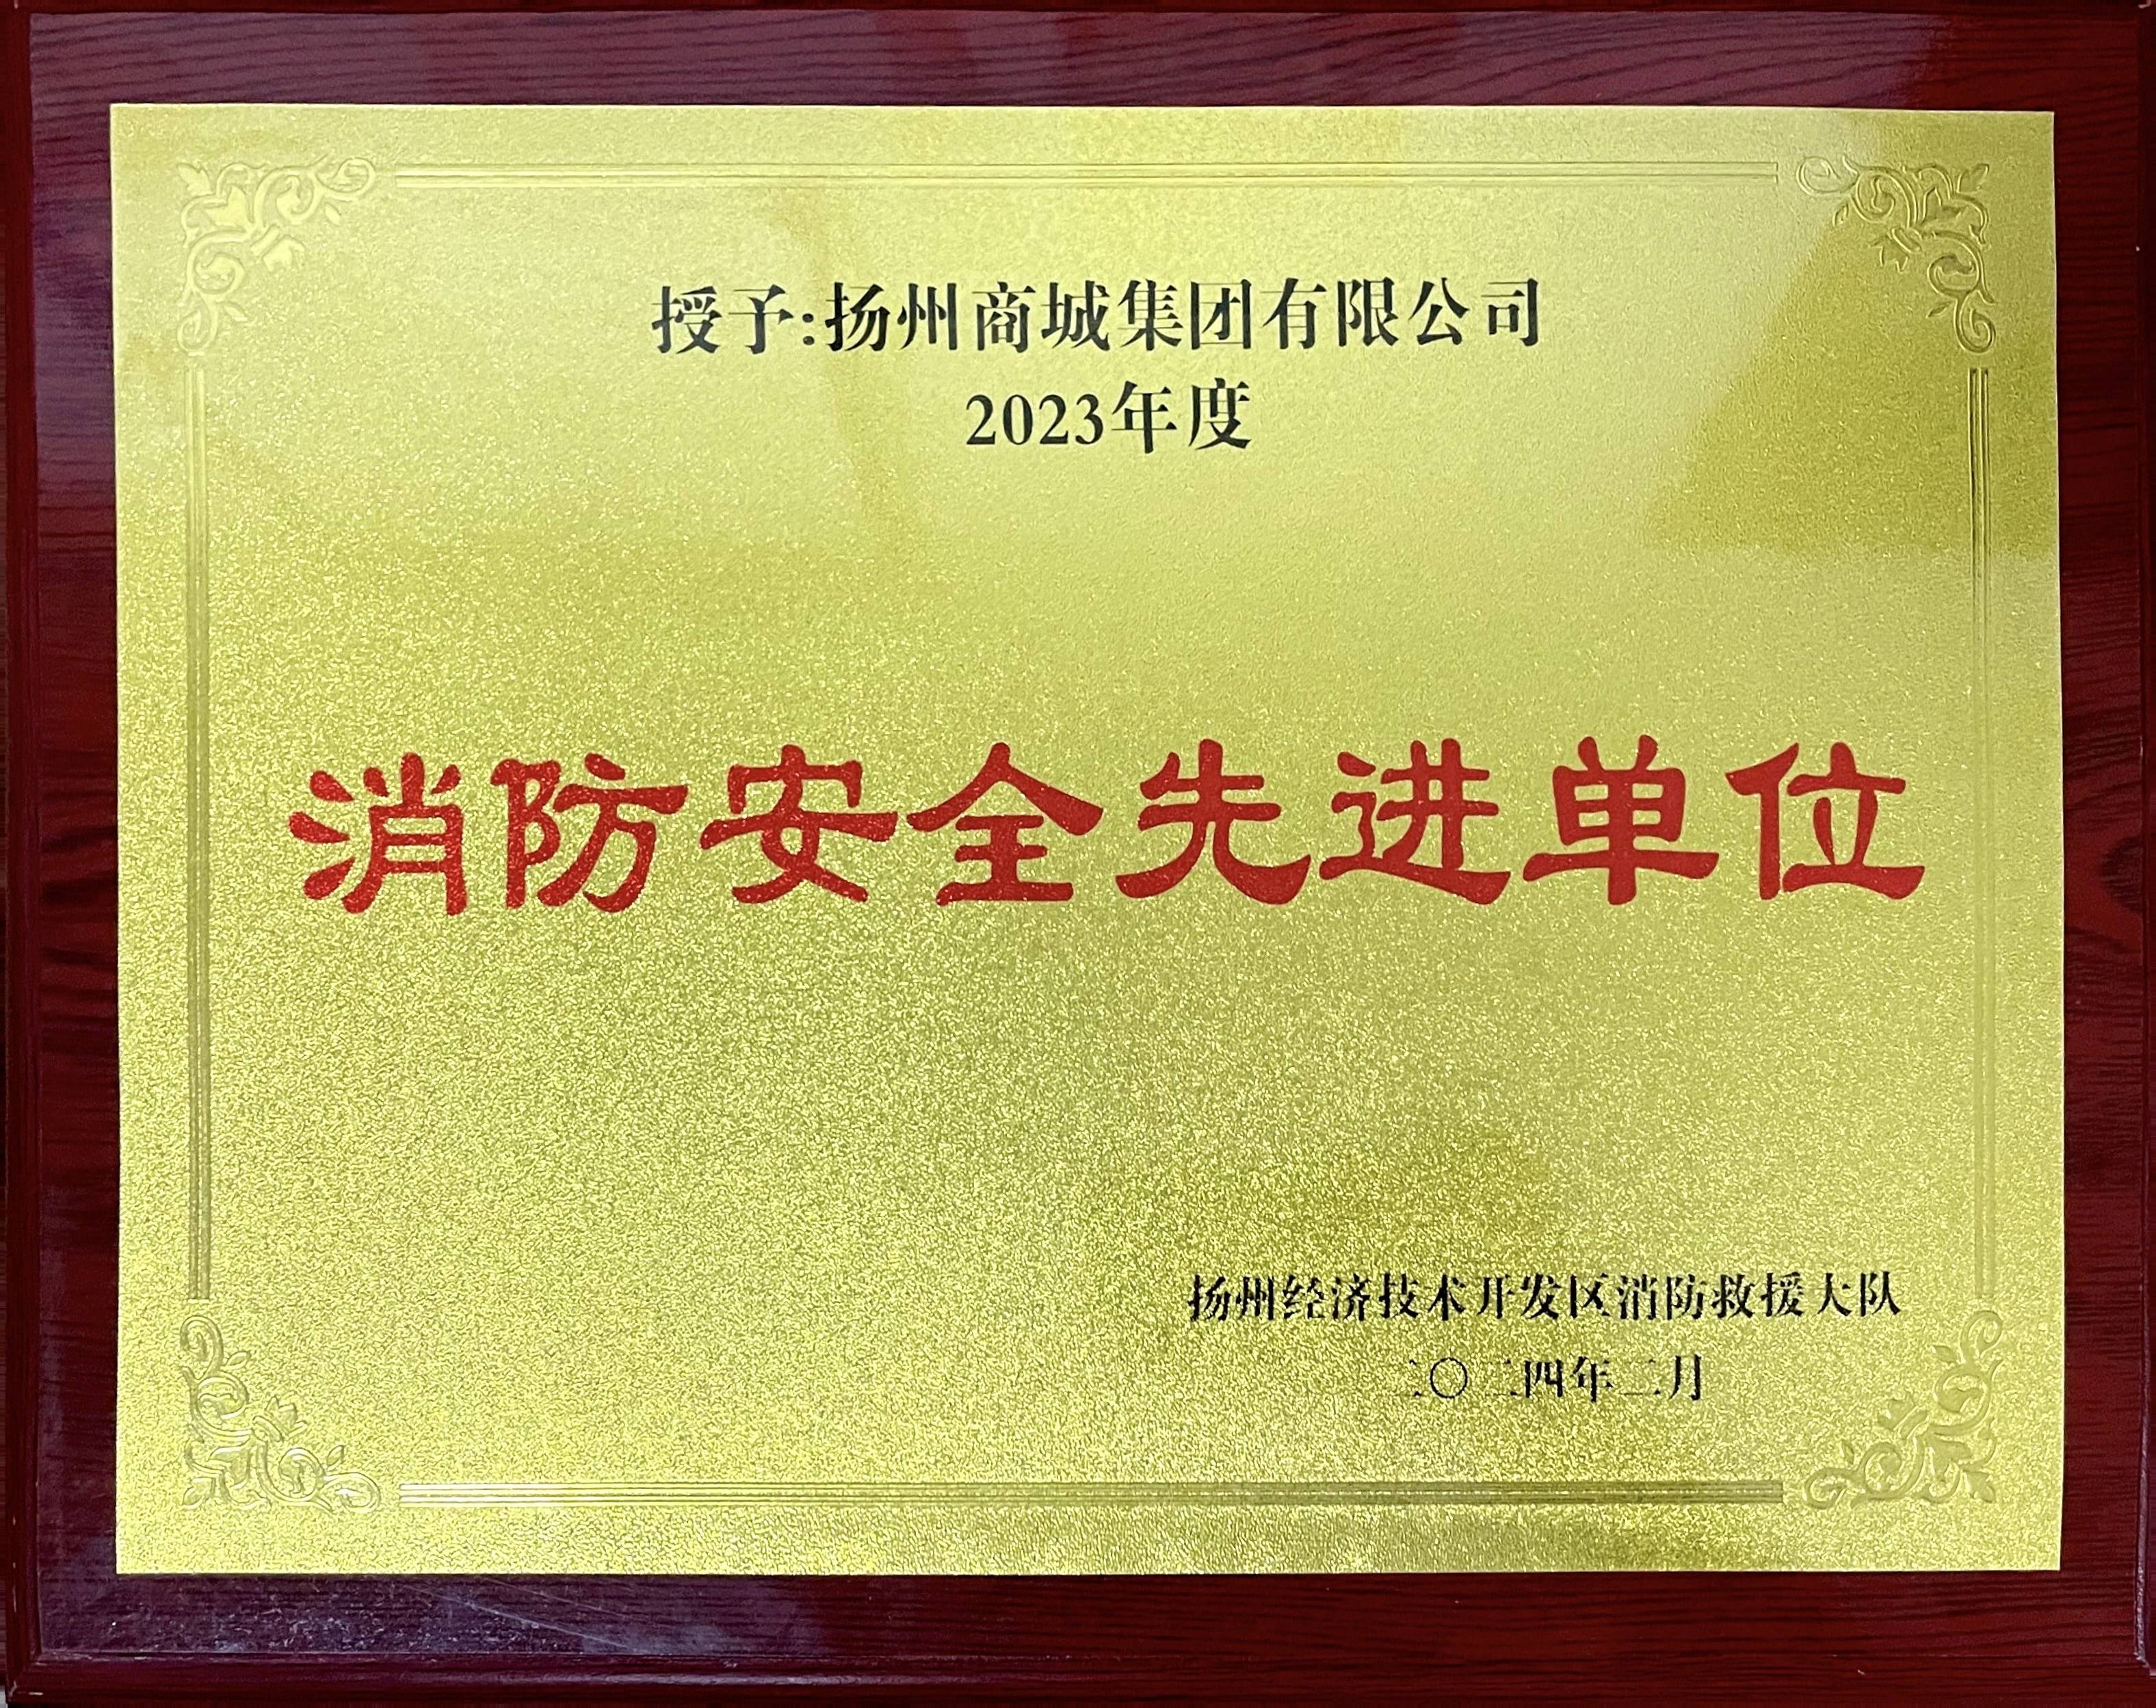 授予:扬州商城集团有限公司
2023年度
消防安全先进单位
扬州经济技术开发区消防救援大队
二〇二四年二月